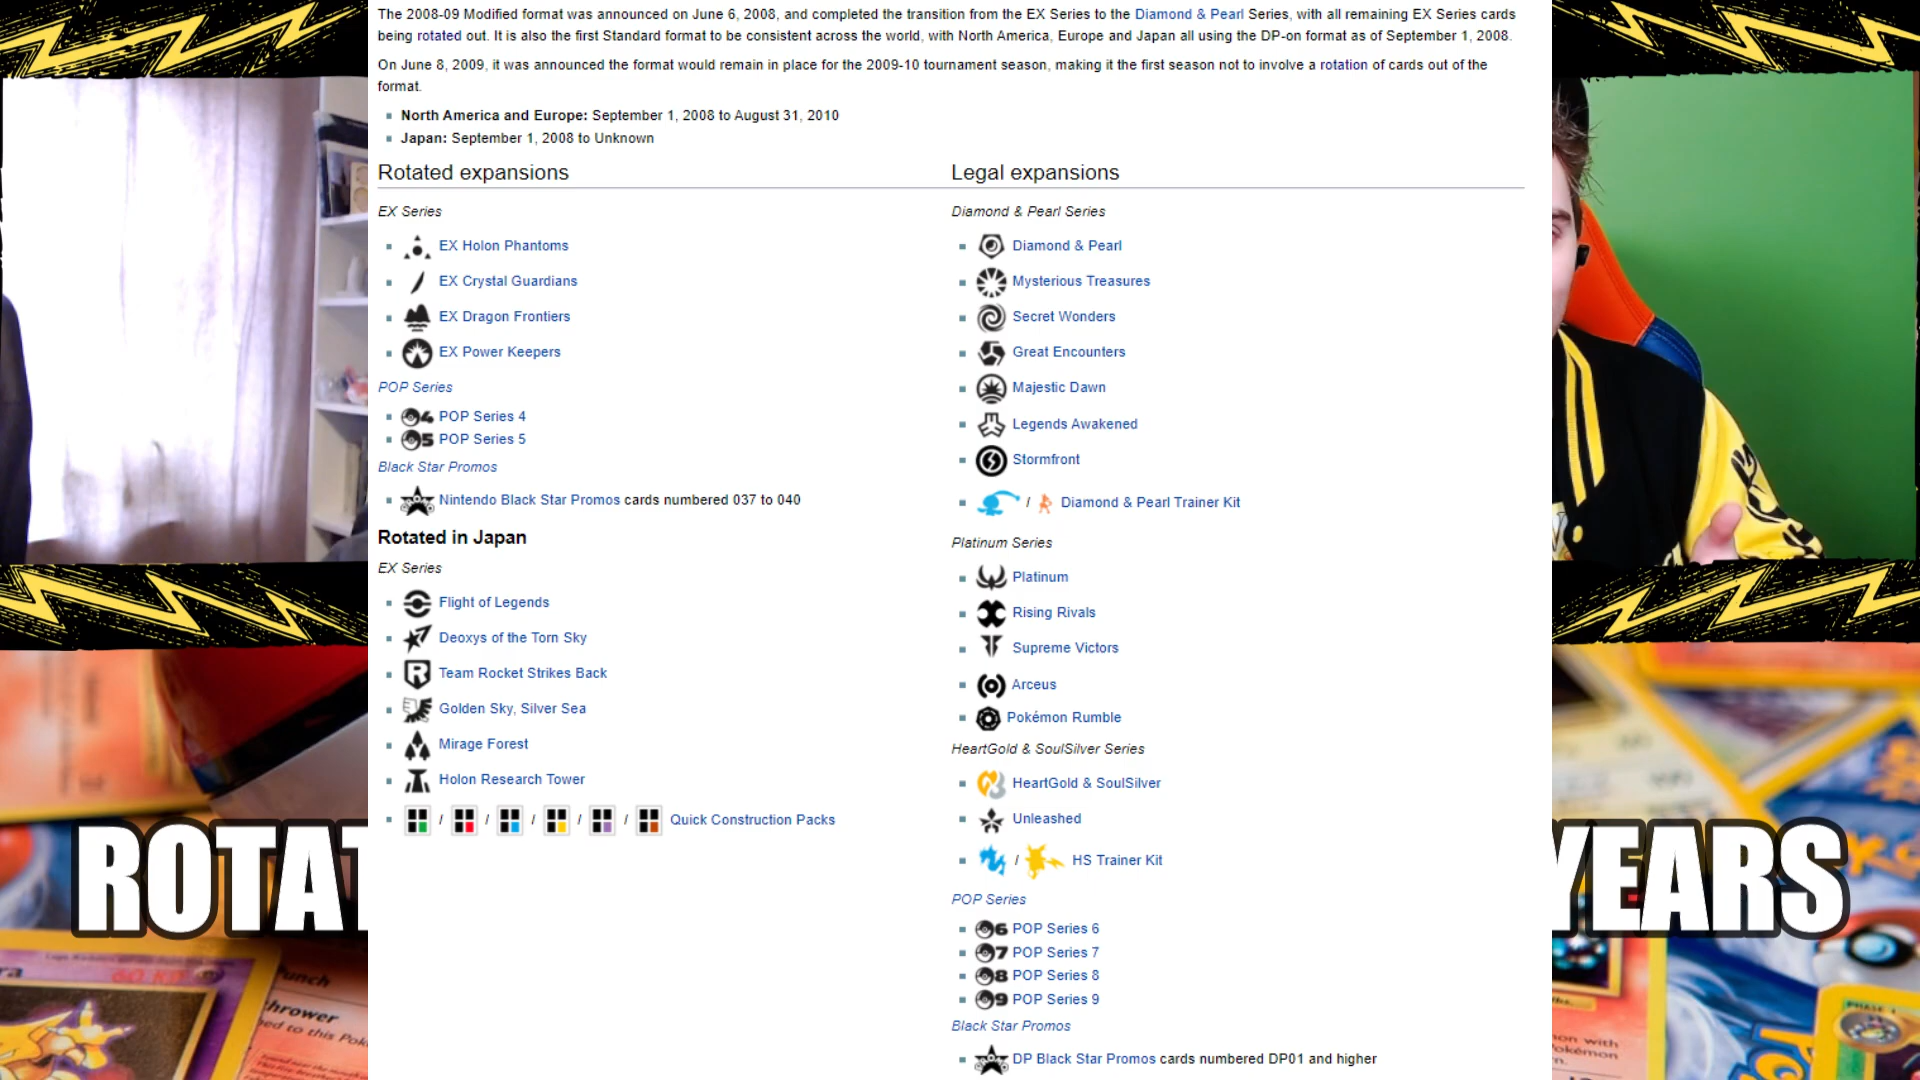 The 2008-09 Modified format was announced on June 6, 2008, and completed the transition from the EX Series to the Diamond & Pearl Series, with all remaining EX Series cards
being rotated out. It is also the first Standard format to be consistent across the world, with North America, Europe and Japan all using the DP-on format as of September 1, 2008.
On June 8, 2009, it was announced the format would remain in place for the 2009-10 tournament season, making it the first season not to involve a rotation of cards out of the
format.
North America and Europe: September 1, 2008 to August 31, 2010
Japan: September 1, 2008 to Unknown
Rotated expansions
EX Series
EX Holon Phantoms
EX Crystal Guardians
EX Dragon Frontiers
EX Power Keepers
POP Series
4 POP Series 4
5 POP Series 5
Black Star Promos
Nintendo Black Star Promos cards numbered 037 to 040
Rotated in Japan
EX Series
Flight of Legends
Deoxys of the Torn Sky
R Team Rocket Strikes Back
Golden Sky, Silver Sea
Mirage Forest
Holon Research Tower
/ / / / / Quick Construction Packs
Legal expansions
Diamond & Pearl Series
Diamond & Pearl
Mysterious Treasures
Secret Wonders
Great Encounters
Majestic Dawn
Legends Awakened
Stormfront
/ Diamond & Pearl Trainer Kit
Platinum Series
Platinum
Rising Rivals
Supreme Victors
Arceus
Pokémon Rumble
HeartGold & SoulSilver Series
HeartGold & SoulSilver
Unleashed
/ HS Trainer Kit
POP Series
6 POP Series 6
7 POP Series 7
8 POP Series 8
9 POP Series 9
Black Star Promos
DP Black Star Promos cards numbered DP01 and higher
ROTAT
YEARS
60 HP
Punch